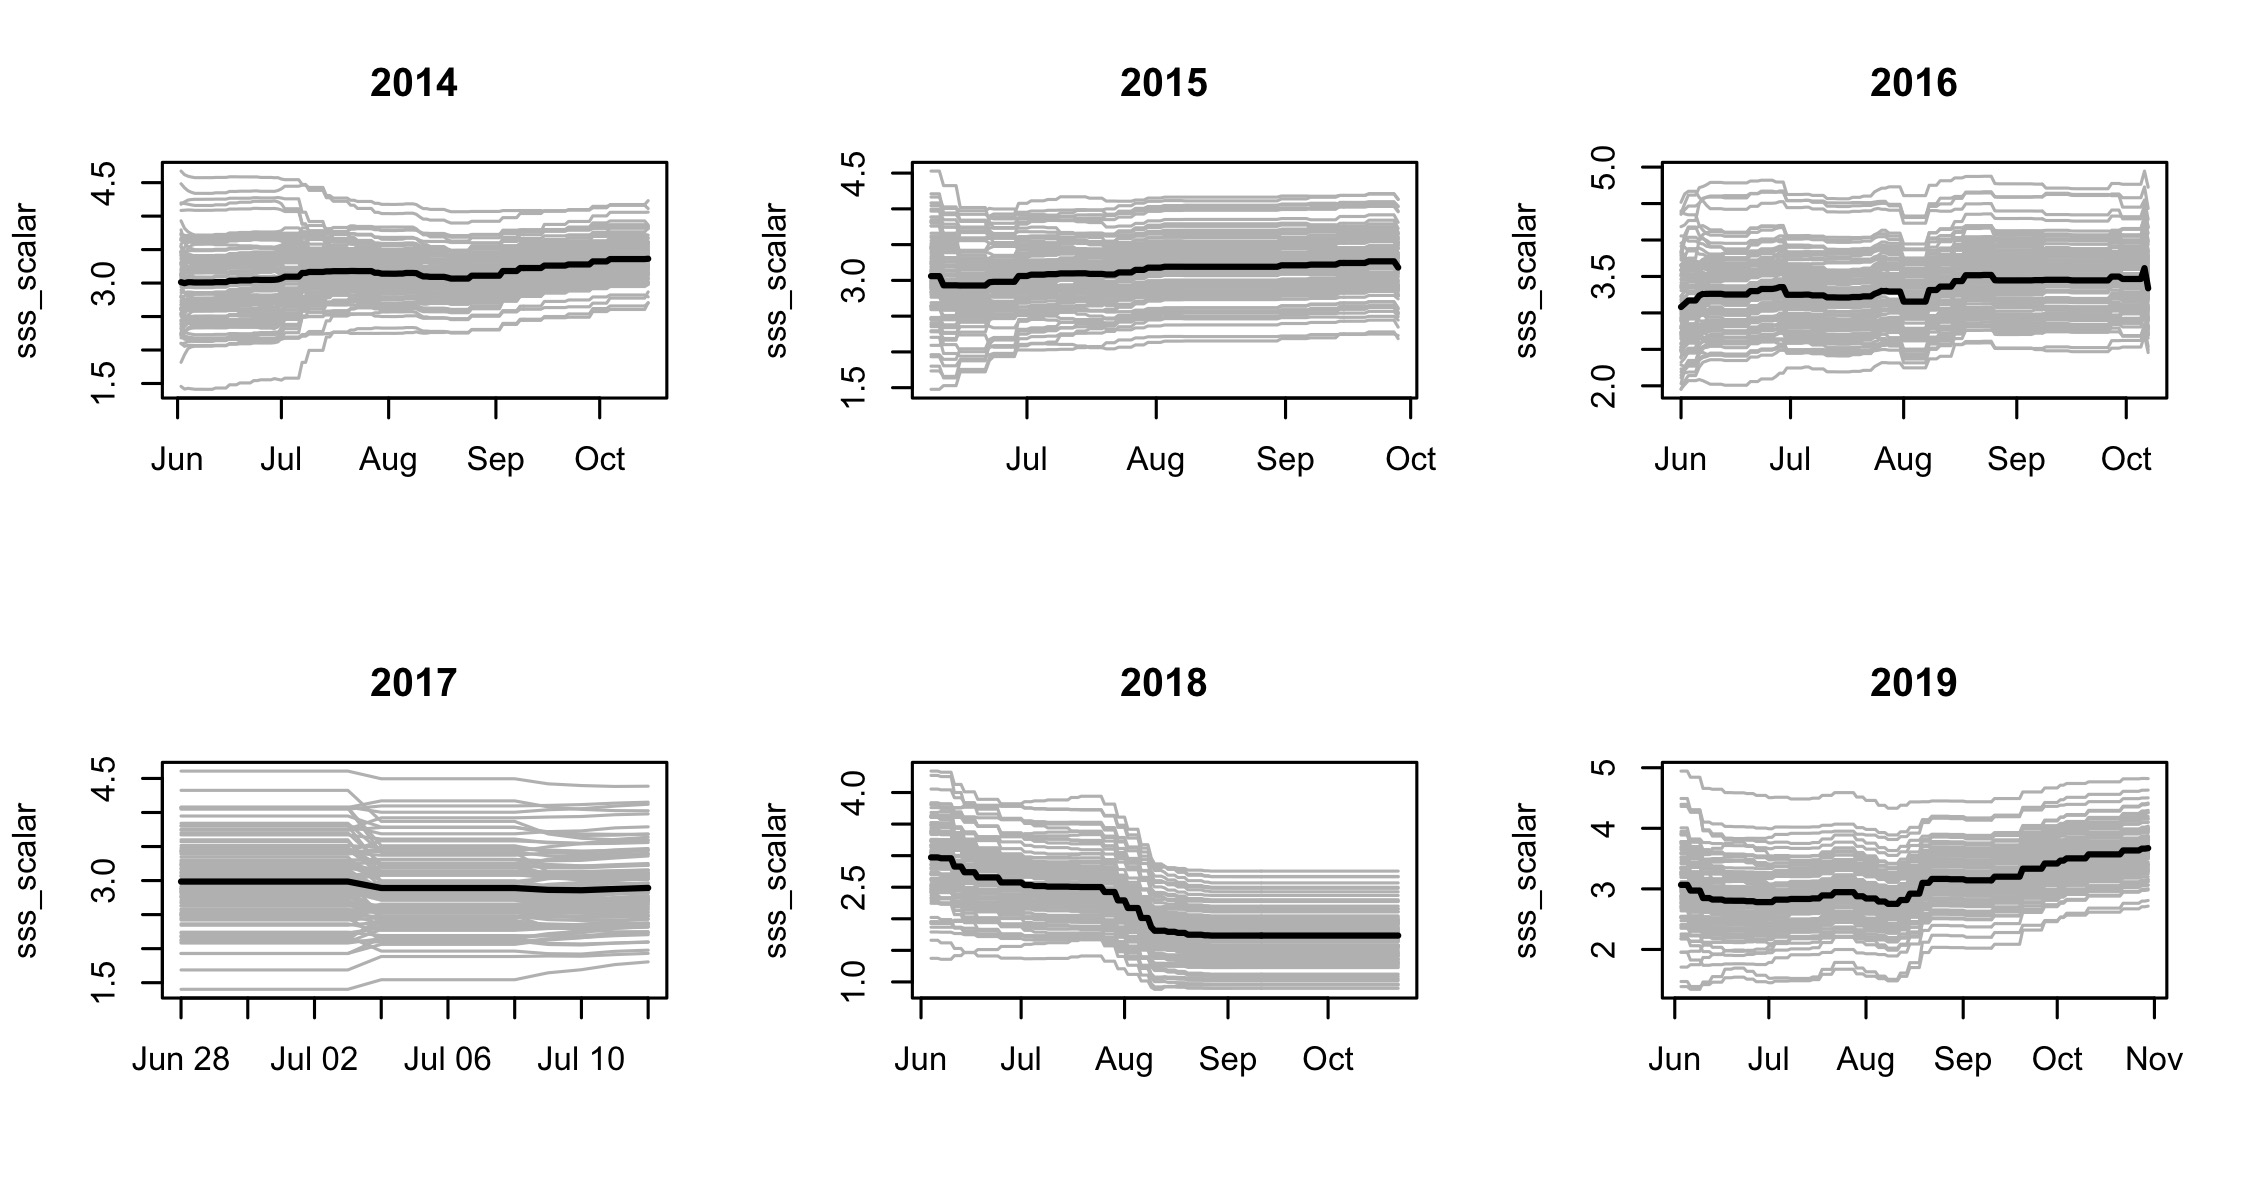 2014
sss_scalar
4.5
3.0
1.5
Jun Jul Aug Sep Oct
2015
sss_scalar
4.5
3.0
1.5
Jul Aug Sep Oct
2016
sss_scalar
5.0
3.5
2.0
Jun Jul Aug Sep Oct
2017
sss_scalar
4.5
3.0
1.5
Jun 28 Jul 02 Jul 06 Jul 10
2018
sss_scalar
4.0
2.5
1.0
Jun Jul Aug Sep Oct
2019
sss_scalar
5
4
3
2
Jun Jul Aug Sep Oct Nov